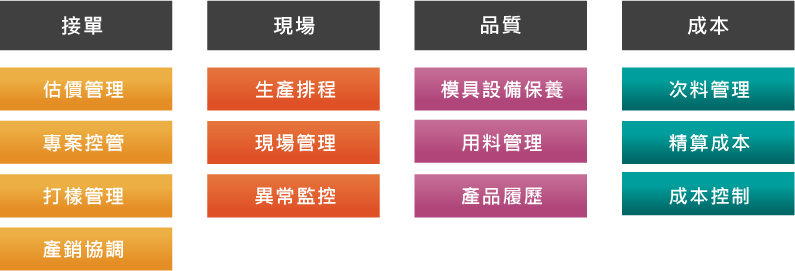 接單
估價管理
專案控管
打樣管理
產銷協調
現場
生產排程
現場管理
異常監控
品質
模具設備保養
用料管理
產品履歷
成本
次料管理
精算成本
成本控制